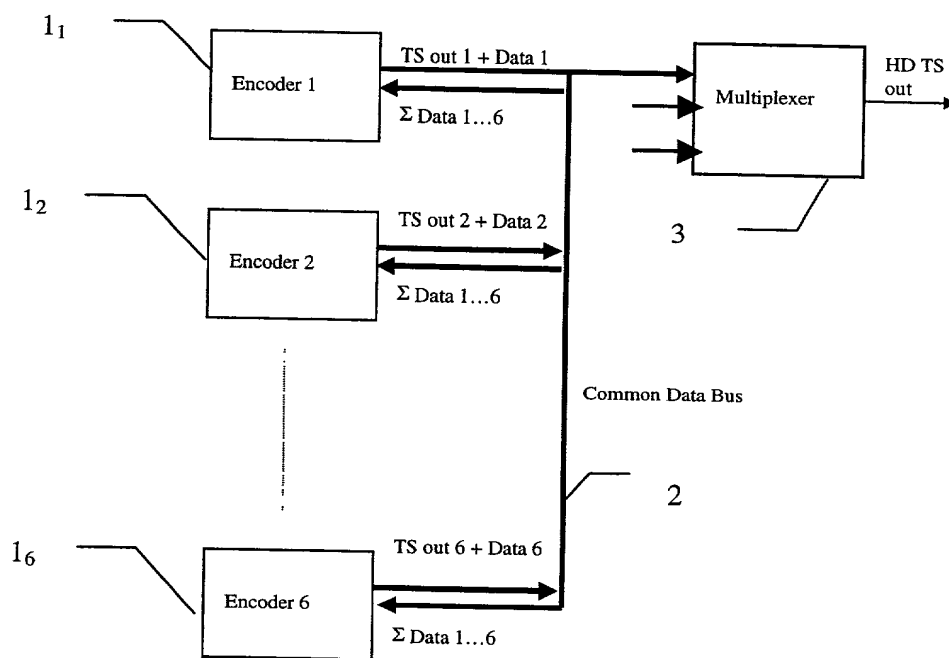 1₁
Encoder 1
TS out 1 + Data 1
Σ Data 1...6
Multiplexer
HD TS
out
3
1₂
Encoder 2
TS out 2 + Data 2
Σ Data 1...6
Common Data Bus
2
1₆
Encoder 6
TS out 6 + Data 6
Σ Data 1...6